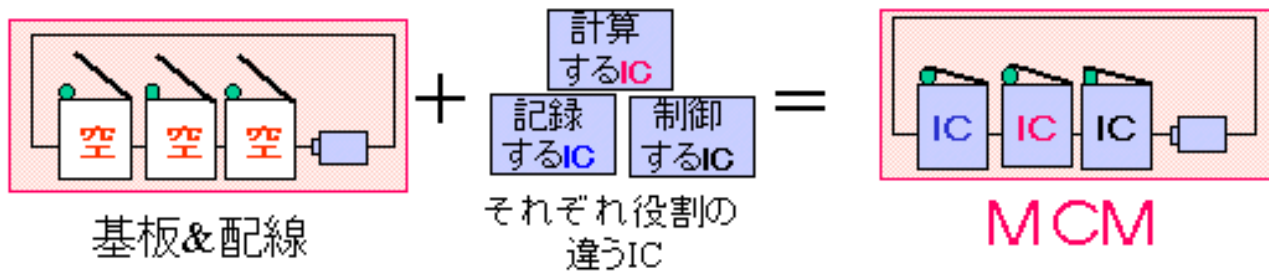 空 空 空
基板&配線
+
計算
するIC
記録
するIC
制御
するIC
それぞれ役割の
違うIC
=
IC IC IC
MCM